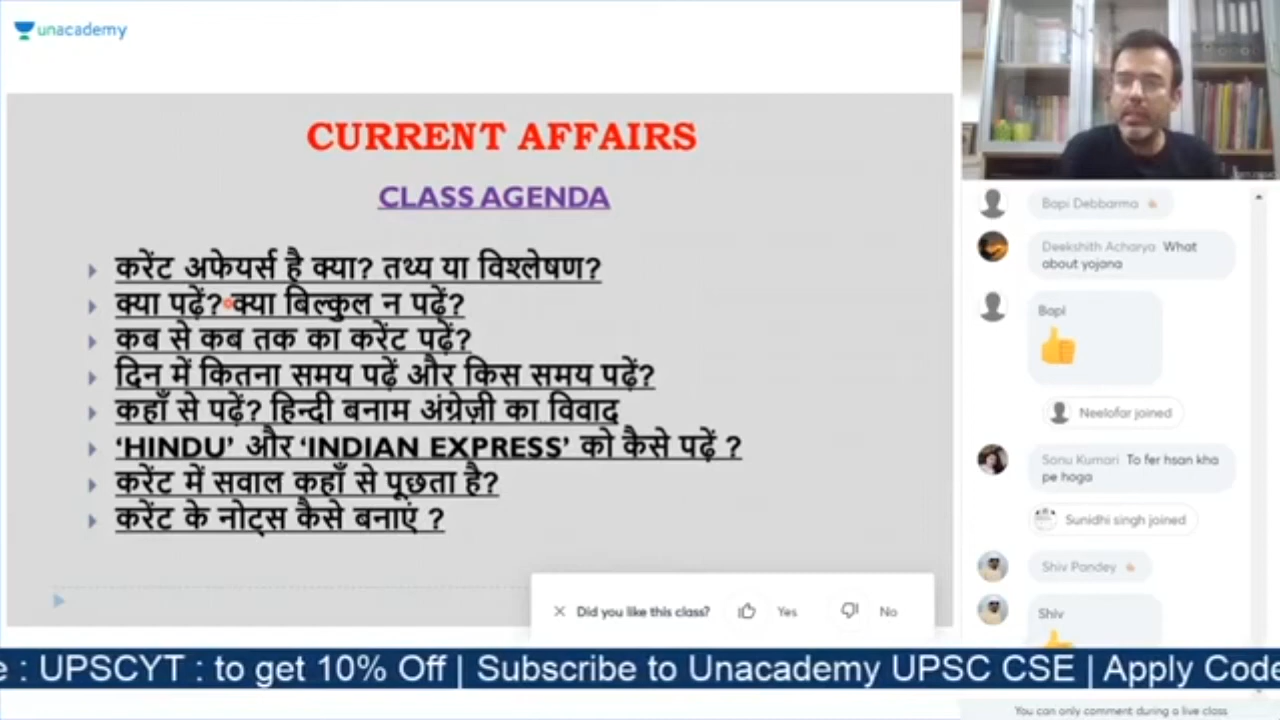 unacademy
CURRENT AFFAIRS
CLASS AGENDA
करेंट अफेयर्स है क्या? तथ्य या विश्लेषण?
क्या पढ़ें? क्या बिल्कुल न पढ़ें?
कब से कब तक का करेंट पढ़ें?
दिन में कितना समय पढ़ें और किस समय पढ़ें?
कहाँ से पढ़ें? हिन्दी बनाम अंग्रेज़ी का विवाद
‘HINDU’ और ‘INDIAN EXPRESS’ को कैसे पढ़ें ?
करेंट में सवाल कहाँ से पूछता है?
करेंट के नोट्स कैसे बनाएं ?
Did you like this class? Yes No
Bapi Debbarma
Deekshith Acharya What
about yojana
Bapi
Neelofar joined
Sonu Kumari To fer hsan kha
pe hoga
Sunidhi singh joined
Shiv Pandey
Shiv
e : UPSCYT : to get 10% Off | Subscribe to Unacademy UPSC CSE | Apply Code
You can only comment during a live class